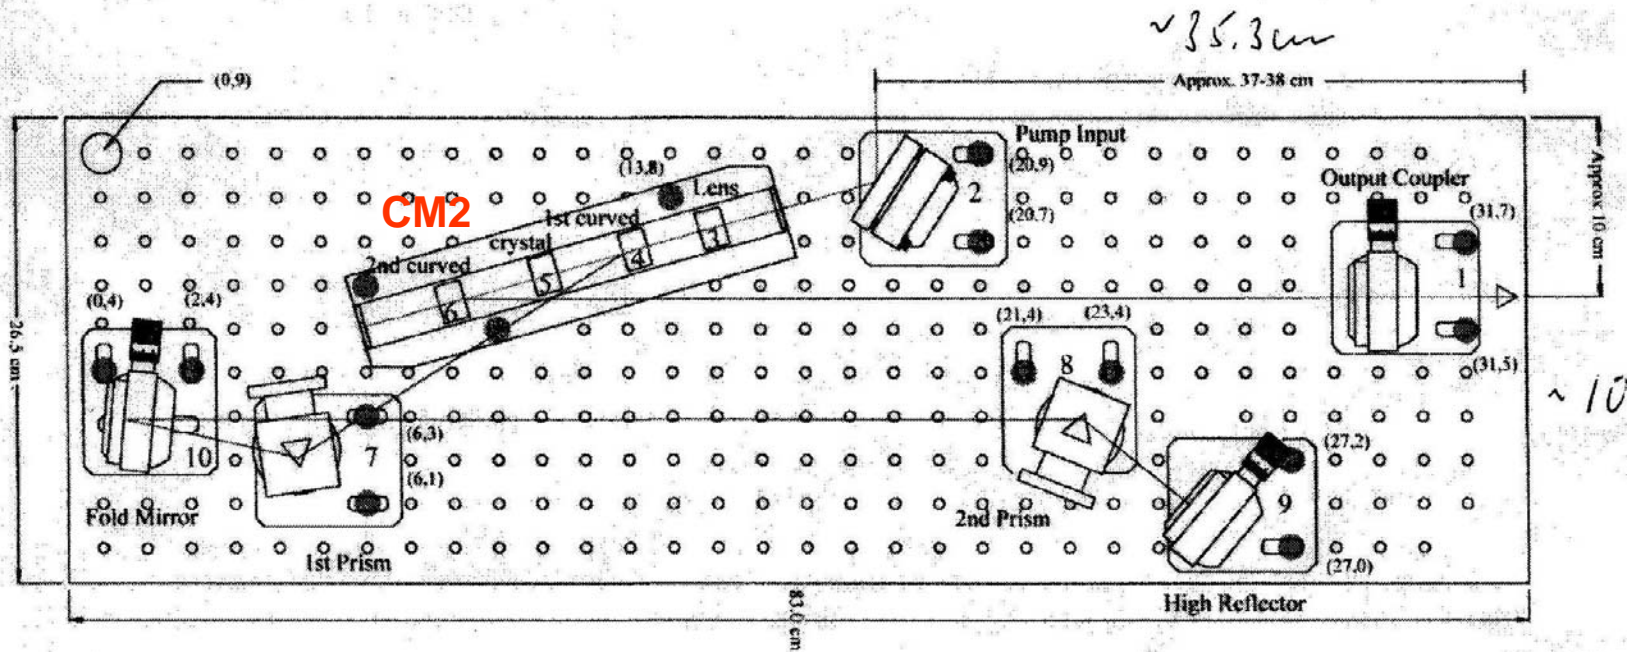 ~35.3cm
Approx. 37-38 cm
(0,9)
Pump Input
(13,8)
Lens
(20,9)
Output Coupler
Approx 10 cm
CM2
1st curved
2
(20,7)
(31,7)
crystal
3
2nd curved
4
5
6
1
(0,4)
(2,4)
(21,4)
(23,4)
26.5 cm
8
(31,5)
~ 10
(6,3)
(27,2)
10
7
(6,1)
9
Fold Mirror
2nd Prism
1st Prism
(27,0)
83.0 cm
High Reflector